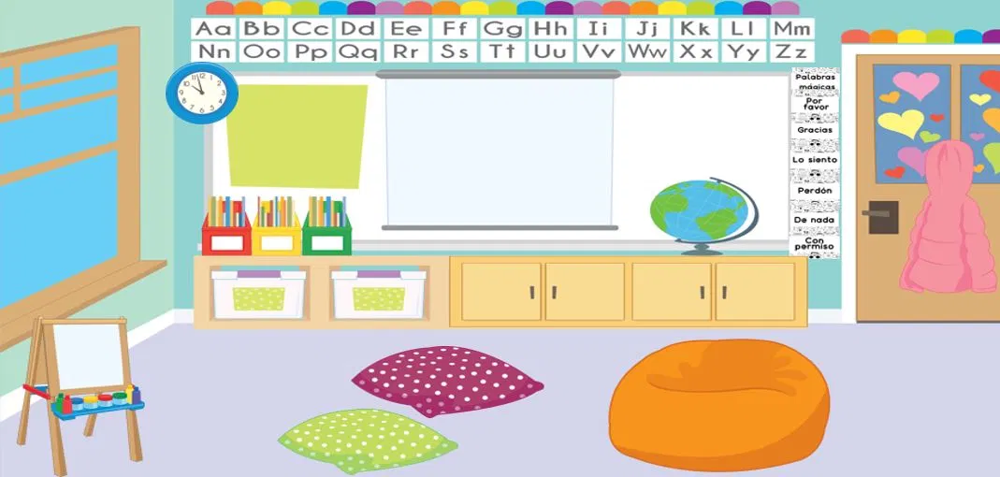 Aa Bb Cc Dd Ee Ff Gg Hh Ii Jj Kk Ll Mm
Nn Oo Pp Qq Rr Ss Tt Uu Vv Ww Xx Yy Zz
Palabras
mágicas
Por
favor
Gracias
Lo siento
Perdón
De nada
Con
permiso